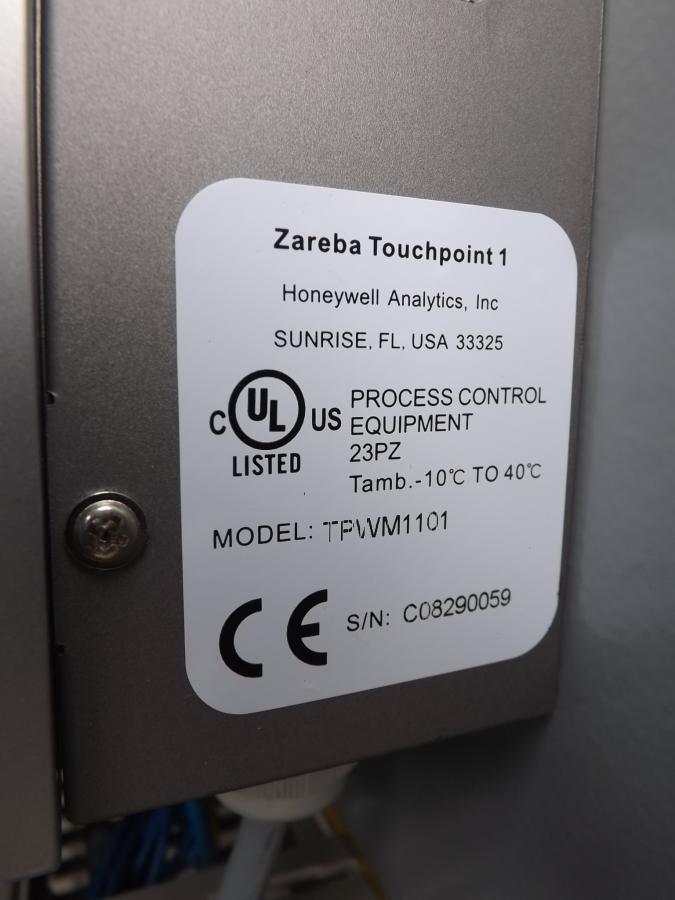 Zareba Touchpoint 1
Honeywell Analytics, Inc
SUNRISE, FL, USA 33325
C UL US
LISTED
PROCESS CONTROL
EQUIPMENT
23PZ
Tamb.-10℃ TO 40℃
MODEL: TPWM1101
CE
S/N: C08290059